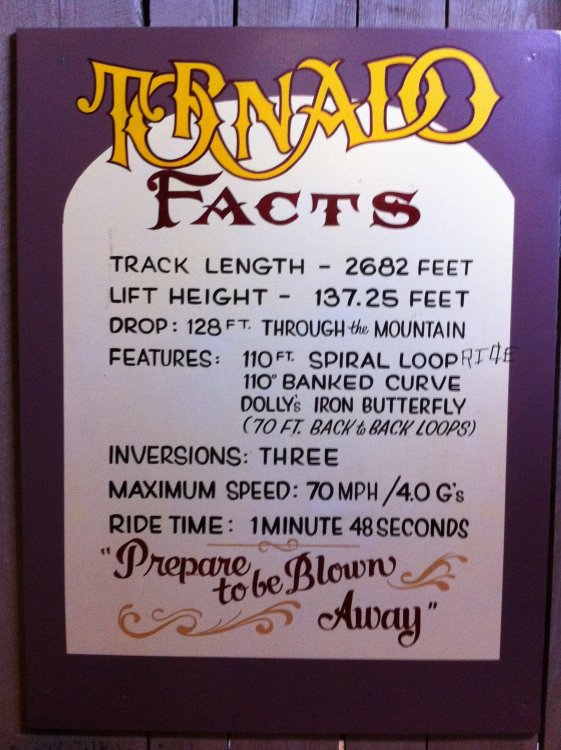 TORNADO
FACTS
TRACK LENGTH - 2682 FEET
LIFT HEIGHT - 137.25 FEET
DROP: 128 FT. THROUGH the MOUNTAIN
FEATURES: 110 FT. SPIRAL LOOP RIDE
110° BANKED CURVE
DOLLY's IRON BUTTERFLY
(70 FT. BACK to BACK LOOPS)
INVERSIONS: THREE
MAXIMUM SPEED: 70 MPH / 4.0 G's
RIDE TIME: 1 MINUTE 48 SECONDS
"Prepare
to be Blown
Away"